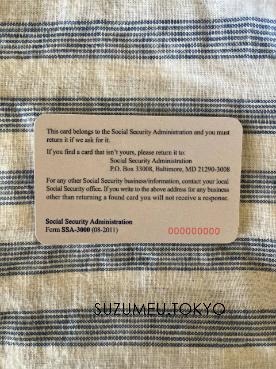 This card belongs to the Social Security Administration and you must
return it if we ask for it.
If you find a card that isn't yours, please return it to:
Social Security Administration
P.O. Box 33008, Baltimore, MD 21290-3008
For any other Social Security business/information, contact your local
Social Security office. If you write to the above address for any business
other than returning a found card you will not receive a response.
Social Security Administration
Form SSA-3000 (08-2011)
000000000
SUZUMEU.TOKYO